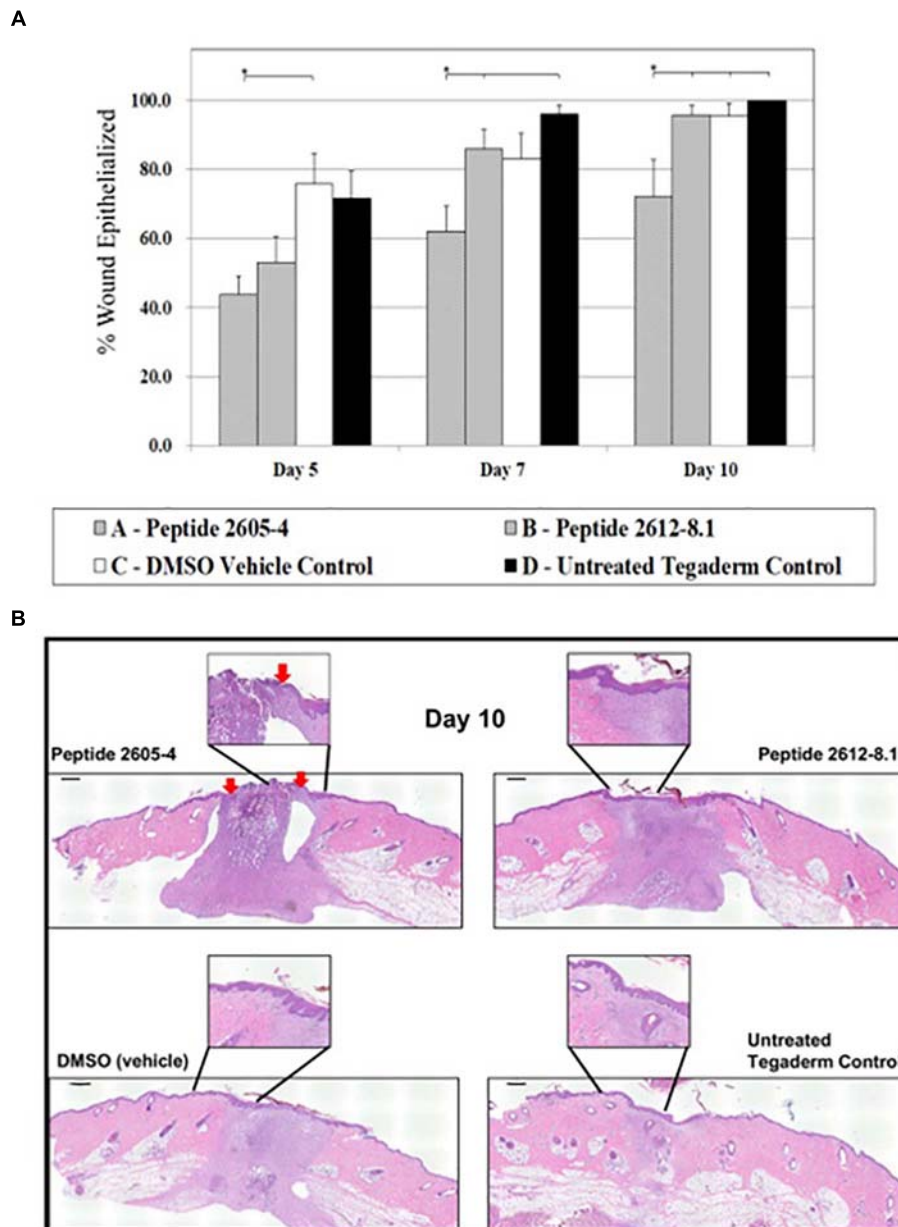 A
% Wound Epithelialized
* * *
100.0
80.0
60.0
40.0
20.0
0.0
Day 5 Day 7 Day 10
A - Peptide 2605-4 B - Peptide 2612-8.1
C - DMSO Vehicle Control D - Untreated Tegaderm Control
B
Day 10
Peptide 2605-4 Peptide 2612-8.1
DMSO (vehicle) Untreated
Tegaderm Control